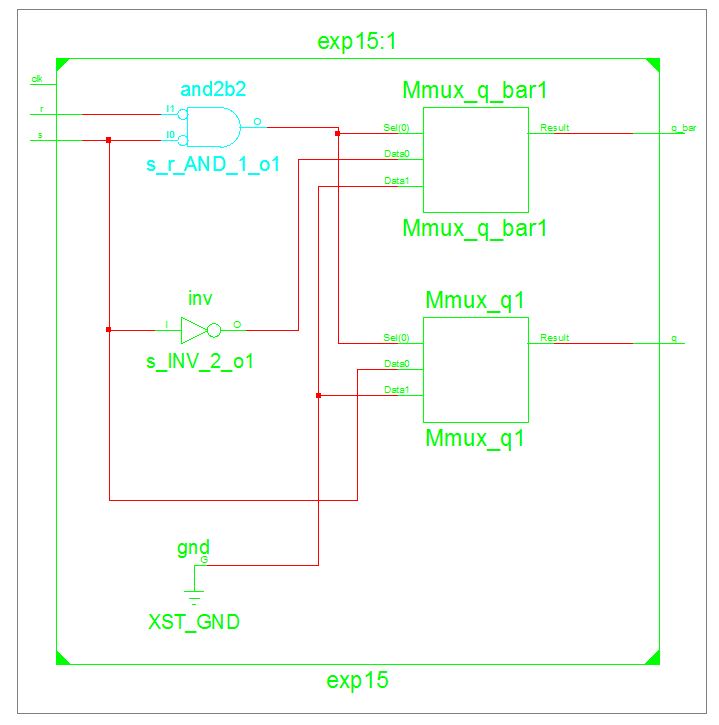 exp15:1
clk
and2b2
r
I1
s
I0
O
s_r_AND_1_o1
Mmux_q_bar1
Sel(0)
Result
q_bar
Data0
Data1
Mmux_q_bar1
inv
I
O
s_INV_2_o1
Mmux_q1
Sel(0)
Result
q
Data0
Data1
Mmux_q1
gnd
G
XST_GND
exp15